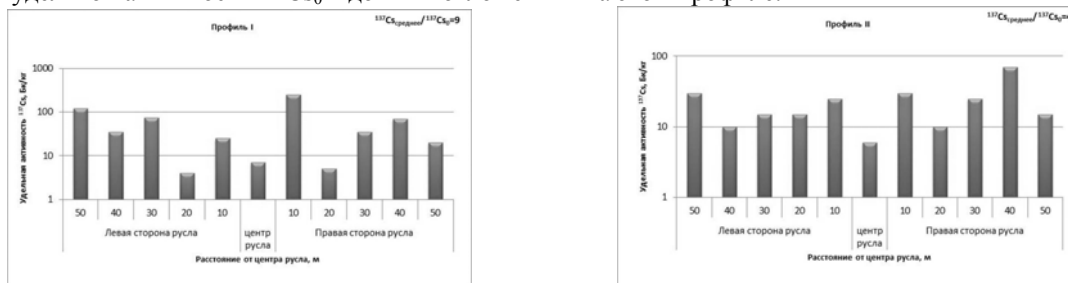 Профиль I
¹³⁷Csсреднее/¹³⁷Cs₀=9
Удельная активность ¹³⁷Cs, Бк/кг
1000
100
10
1
50 40 30 20 10 10 20 30 40 50
Левая сторона русла центр русла Правая сторона русла
Расстояние от центра русла, м
Профиль II
¹³⁷Csсреднее/¹³⁷Cs₀=
Удельная активность ¹³⁷Cs, Бк/кг
100
10
1
50 40 30 20 10 10 20 30 40 50
Левая сторона русла центр русла Правая сторона русла
Расстояние от центра русла, м